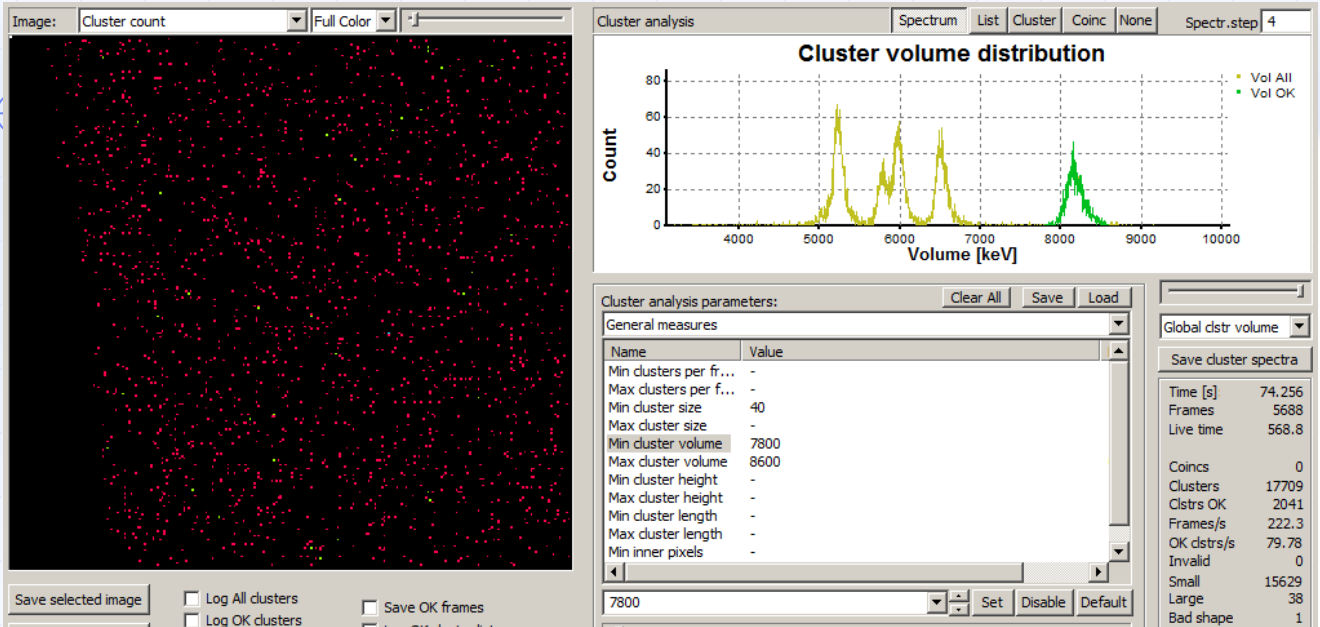 Image: Cluster count Full Color
Cluster analysis Spectrum List Cluster Coinc None Spectr.step 4
Cluster volume distribution
Vol All
Vol OK
Count
80
60
40
20
0
4000 5000 6000 7000 8000 9000 10000
Volume [keV]
Cluster analysis parameters: Clear All Save Load
General measures
Name Value
Min clusters per fr... -
Max clusters per f... -
Min cluster size 40
Max cluster size -
Min cluster volume 7800
Max cluster volume 8600
Min cluster height -
Max cluster height -
Min cluster length -
Max cluster length -
Min inner pixels -
7800 Set Disable Default
Global clstr volume
Save cluster spectra
Time [s] 74.256
Frames 5688
Live time 568.8
Coincs 0
Clusters 17709
Clstrs OK 2041
Frames/s 222.3
OK clstrs/s 79.78
Invalid 0
Small 15629
Large 38
Bad shape 1
Save selected image
Log All clusters
Log OK clusters
Save OK frames